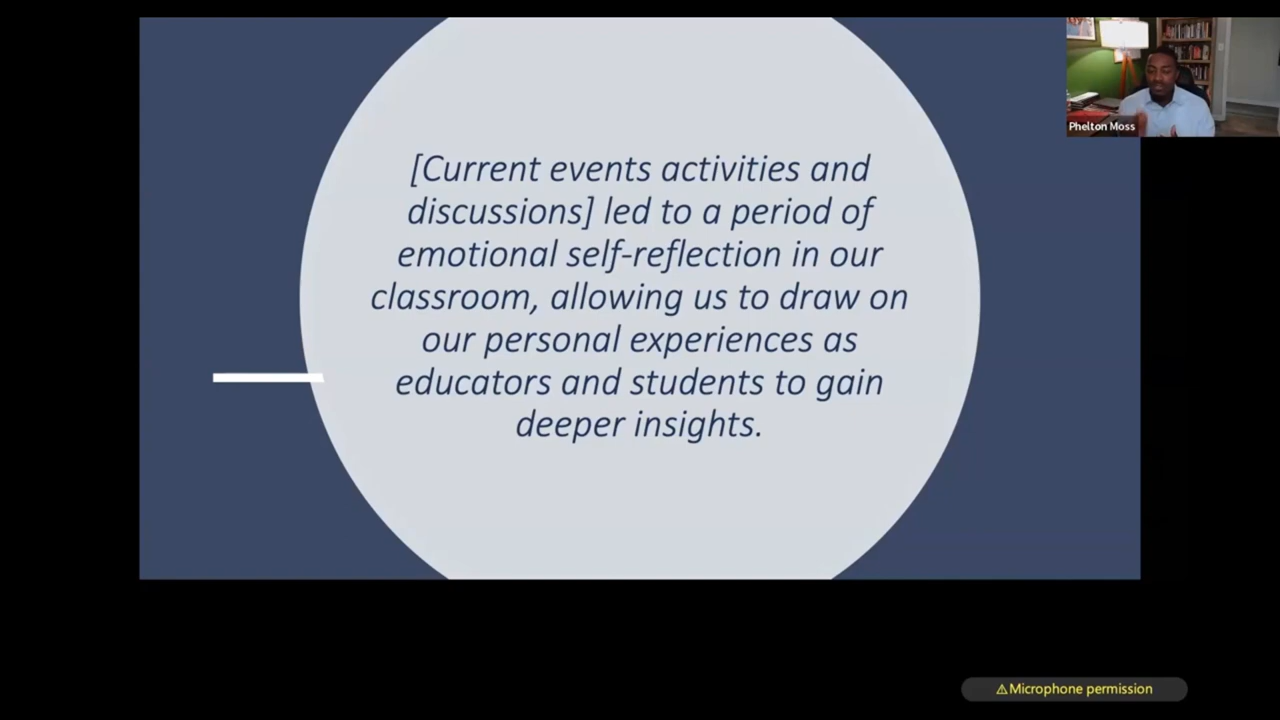 [Current events activities and
discussions] led to a period of
emotional self-reflection in our
classroom, allowing us to draw on
our personal experiences as
educators and students to gain
deeper insights.
Phelton Moss
⚠Microphone permission